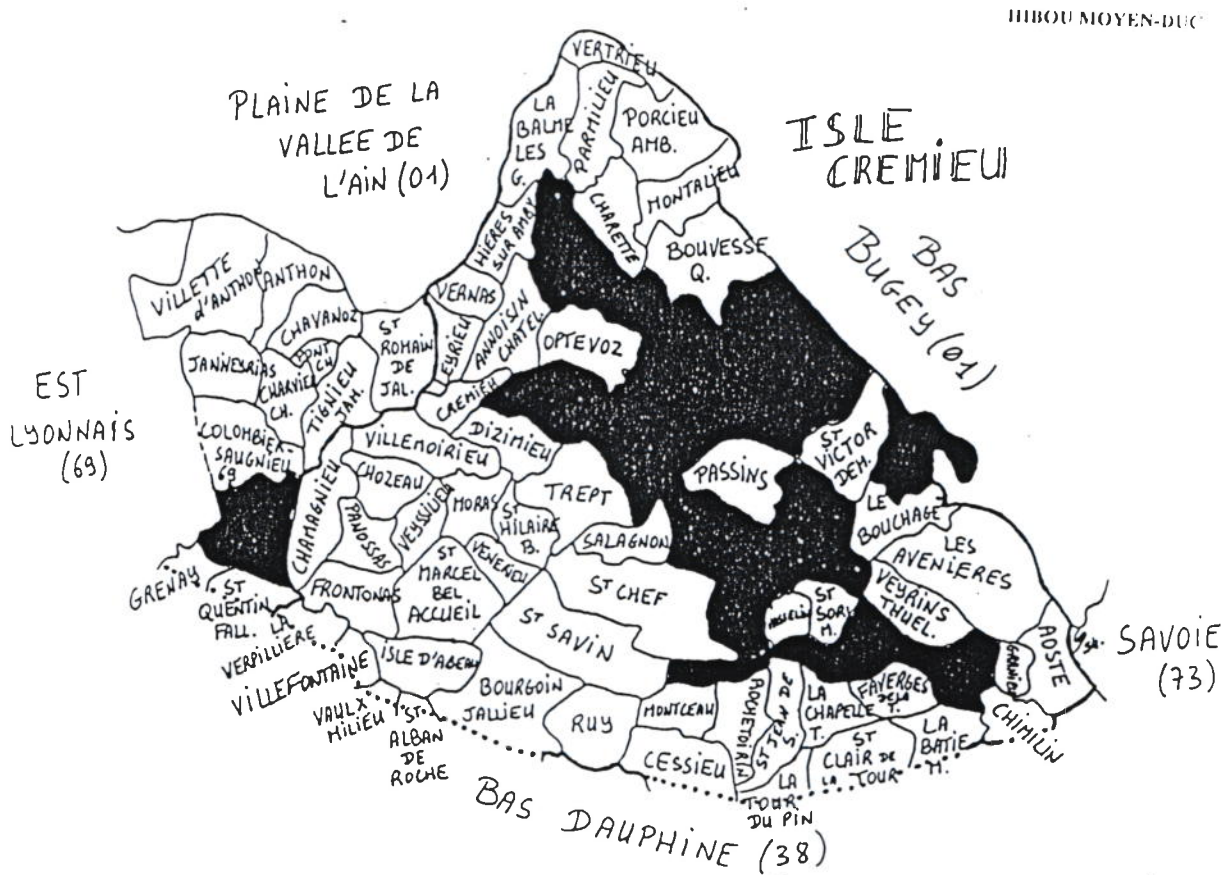 HIBOU MOYEN-DUC
PLAINE DE LA
VALLEE DE
L'AIN (01)
ISLE
CREMIEU
BAS
BUGEY (01)
EST
LYONNAIS
(69)
SAVOIE
(73)
BAS DAUPHINE (38)
VERTRIEU
LA
BALME
LES
G.
PARMILIEU
PORCIEU
AMB.
MONTALIEU
CHARETTE
BOUVESSE
Q.
HIERES
SUR AMBY
VERNAS
ANNOISIN
CHATEL.
OPTEVOZ
VILLETTE
d'ANTHON
ANTHON
CHAVANOZ
ST
ROMAIN
DE
JAL.
EYRIEU
JANNEYRIAS
CHARVIEU
CH.
PONT
CH
TIGNIEU
JAM.
CREMIEU
COLOMBIER
SAUGNIEU
69
VILLEMOIRIEU
DIZIMIEU
ST
VICTOR
DEM.
PASSINS
CHAMAGNIEU
CHOZEAU
PANOSSAS
VEYSSILIEU
MORAS
ST
HILAIRE
B.
TREPT
SALAGNON
LE
BOUCHAGE
LES
AVENIERES
VENERIEU
GRENAY
ST
QUENTIN
FALL.
FRONTONAS
ST
MARCEL
BEL
ACCUEIL
ST CHEF
ST
SORL.
M.
VEYRINS
THUEL.
LA
VERPILLIERE
ST SAVIN
AOSTE
VILLEFONTAINE
ISLE D'ABEAU
BOURGOIN
JALLIEU
VAULX
MILIEU
ST
ALBAN
DE
ROCHE
RUY
MONTCEAU
CESSIEU
ROCHETOIRIN
ST JEAN DE
S.
LA
CHAPELLE
T.
FAVERGES
DE LA
T.
ST
CLAIR DE
LA TOUR
LA
BATIE
M.
CHIMILIN
LA
TOUR
DU PIN